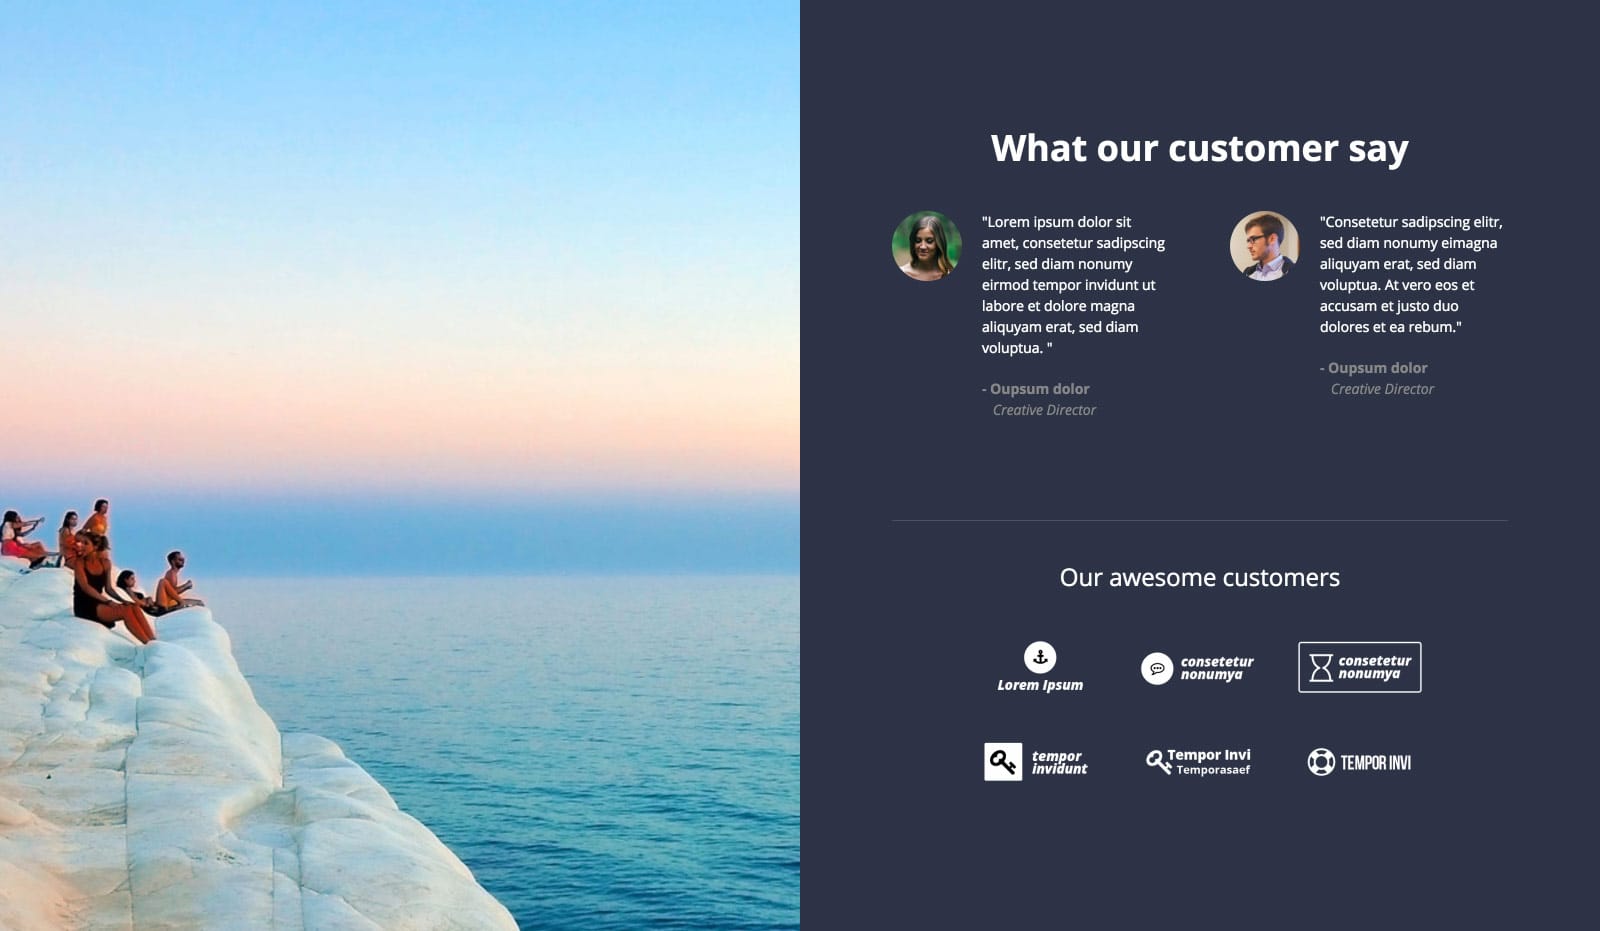 What our customer say
"Lorem ipsum dolor sit
amet, consetetur sadipscing
elitr, sed diam nonumy
eirmod tempor invidunt ut
labore et dolore magna
aliquyam erat, sed diam
voluptua. "
- Oupsum dolor
Creative Director
"Consetetur sadipscing elitr,
sed diam nonumy eimagna
aliquyam erat, sed diam
voluptua. At vero eos et
accusam et justo duo
dolores et ea rebum."
- Oupsum dolor
Creative Director
Our awesome customers
Lorem Ipsum
consetetur
nonumya
consetetur
nonumya
tempor
invidunt
Tempor Invi
Temporasaef
TEMPOR INVI